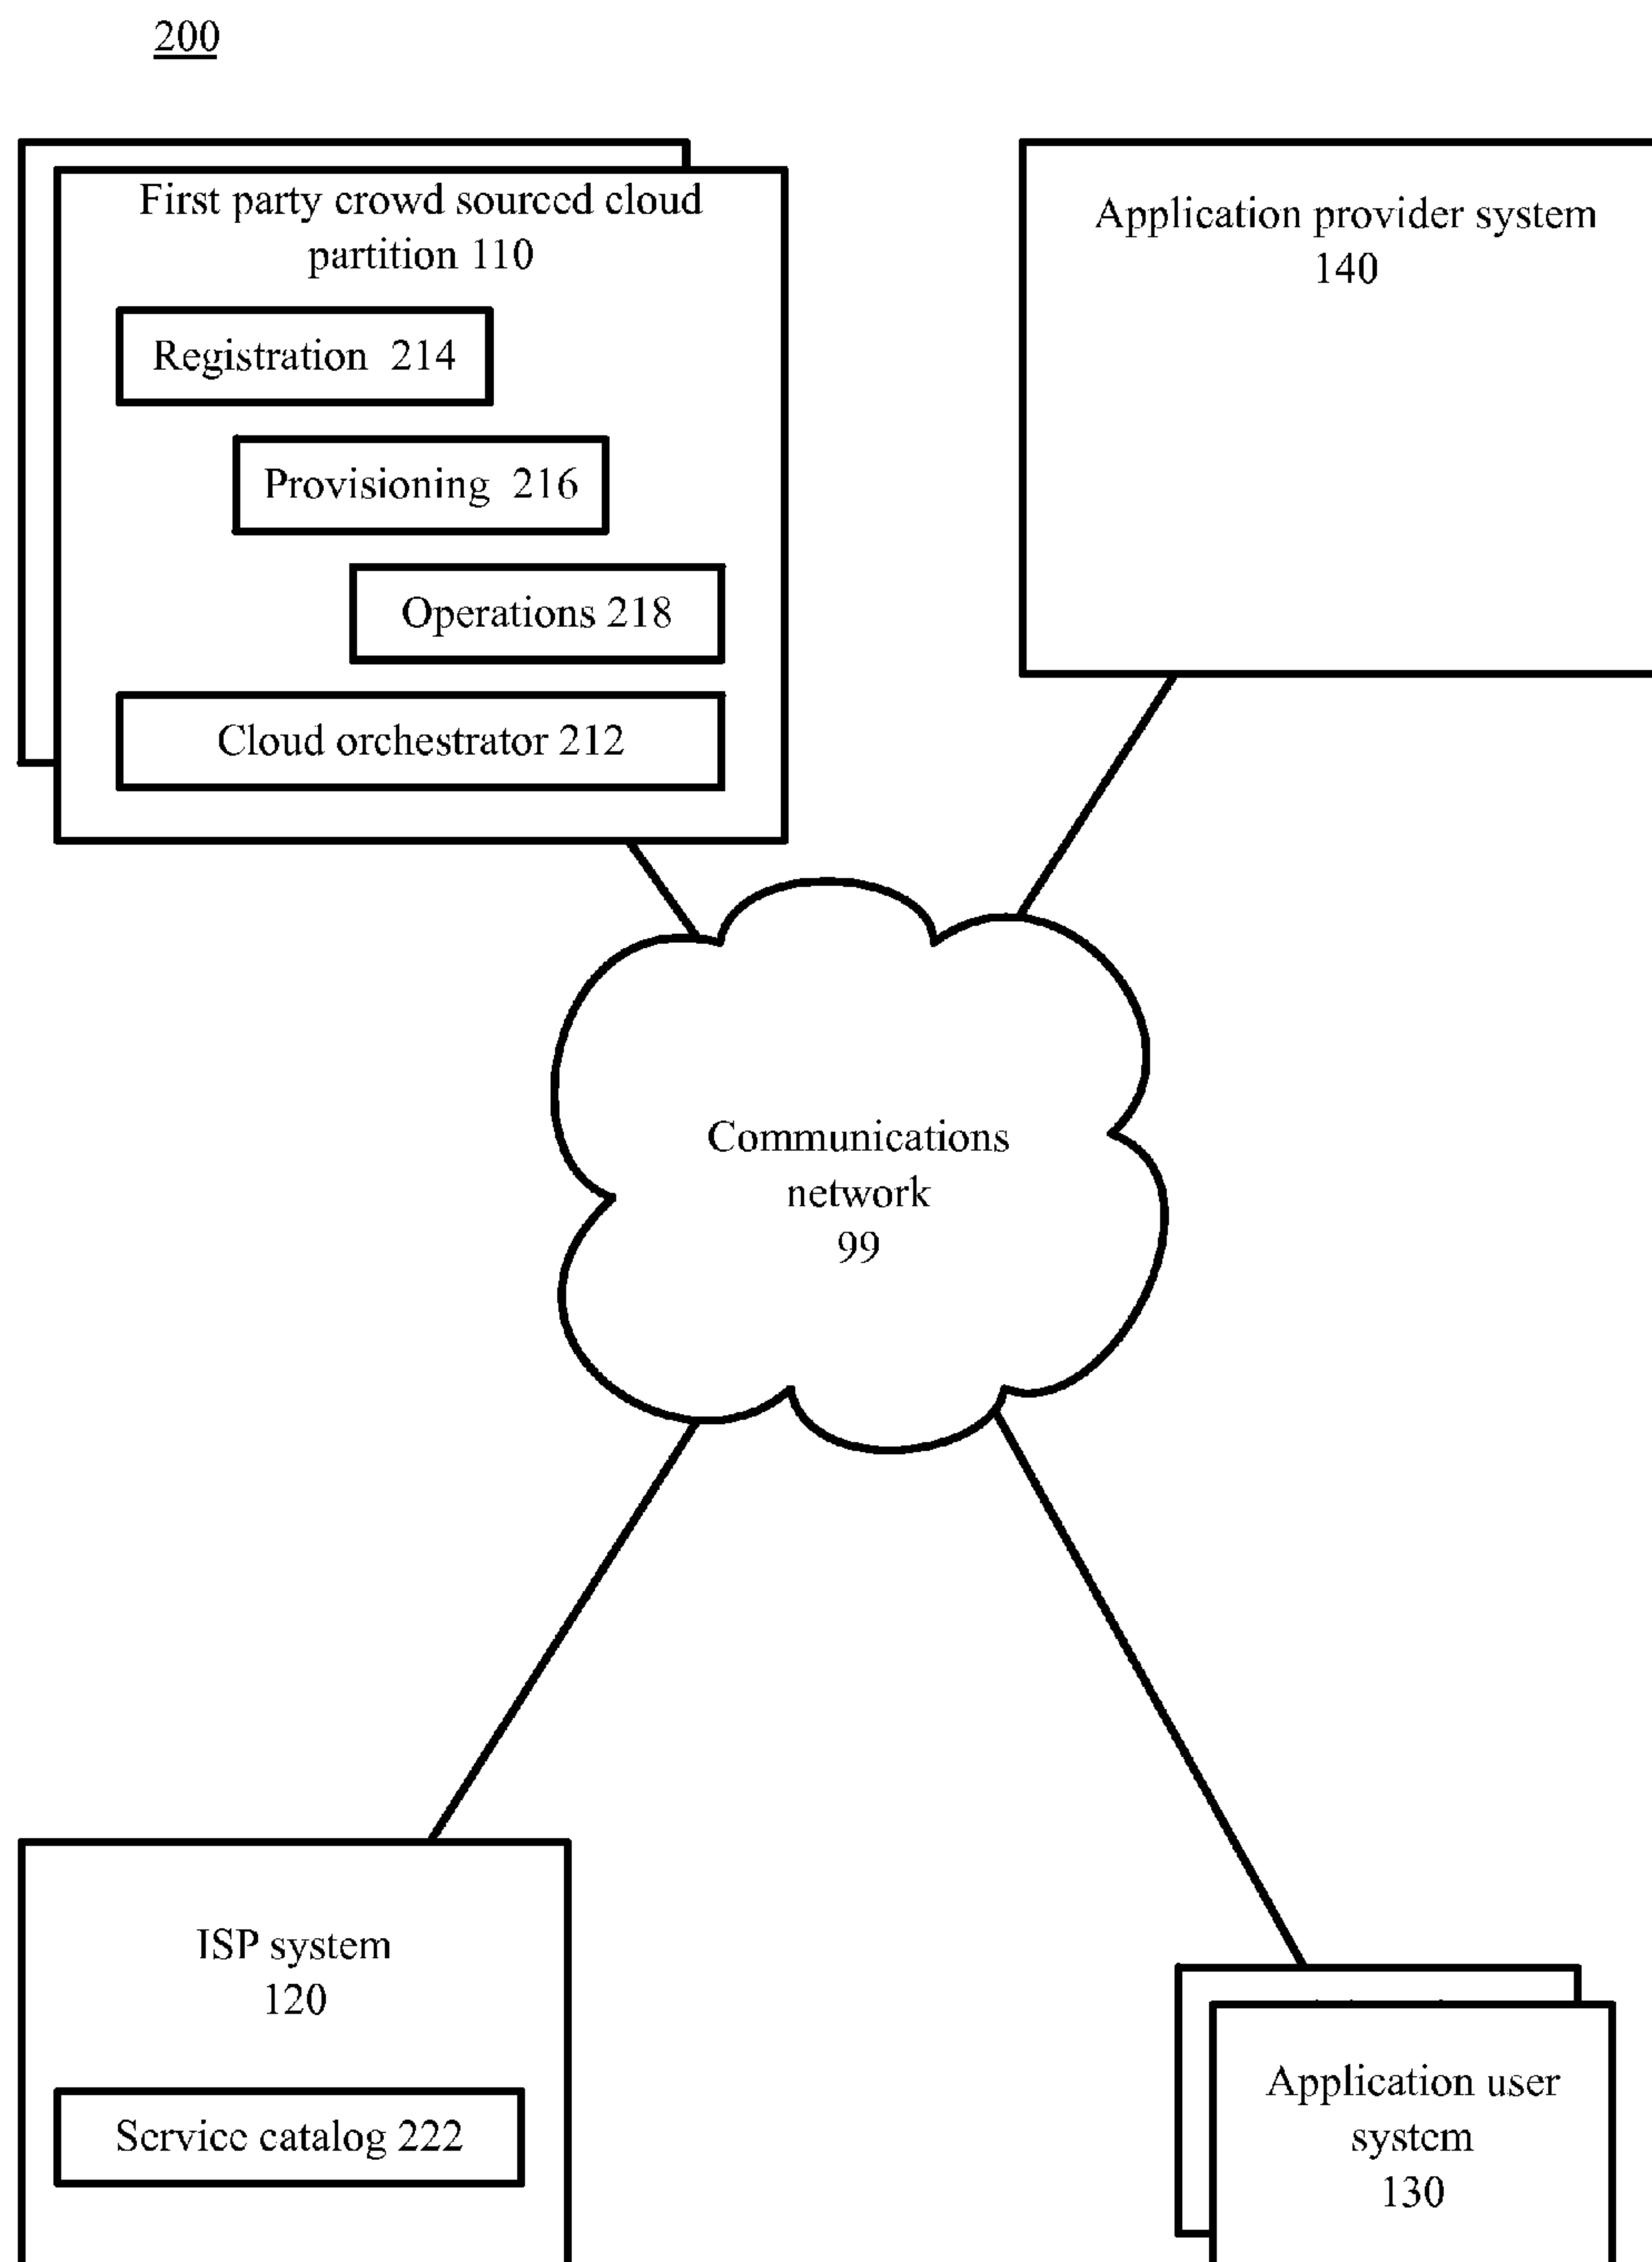 200
First party crowd sourced cloud
partition 110
Registration 214
Provisioning 216
Operations 218
Cloud orchestrator 212
Application provider system
140
Communications
network
99
ISP system
120
Service catalog 222
Application user
system
130